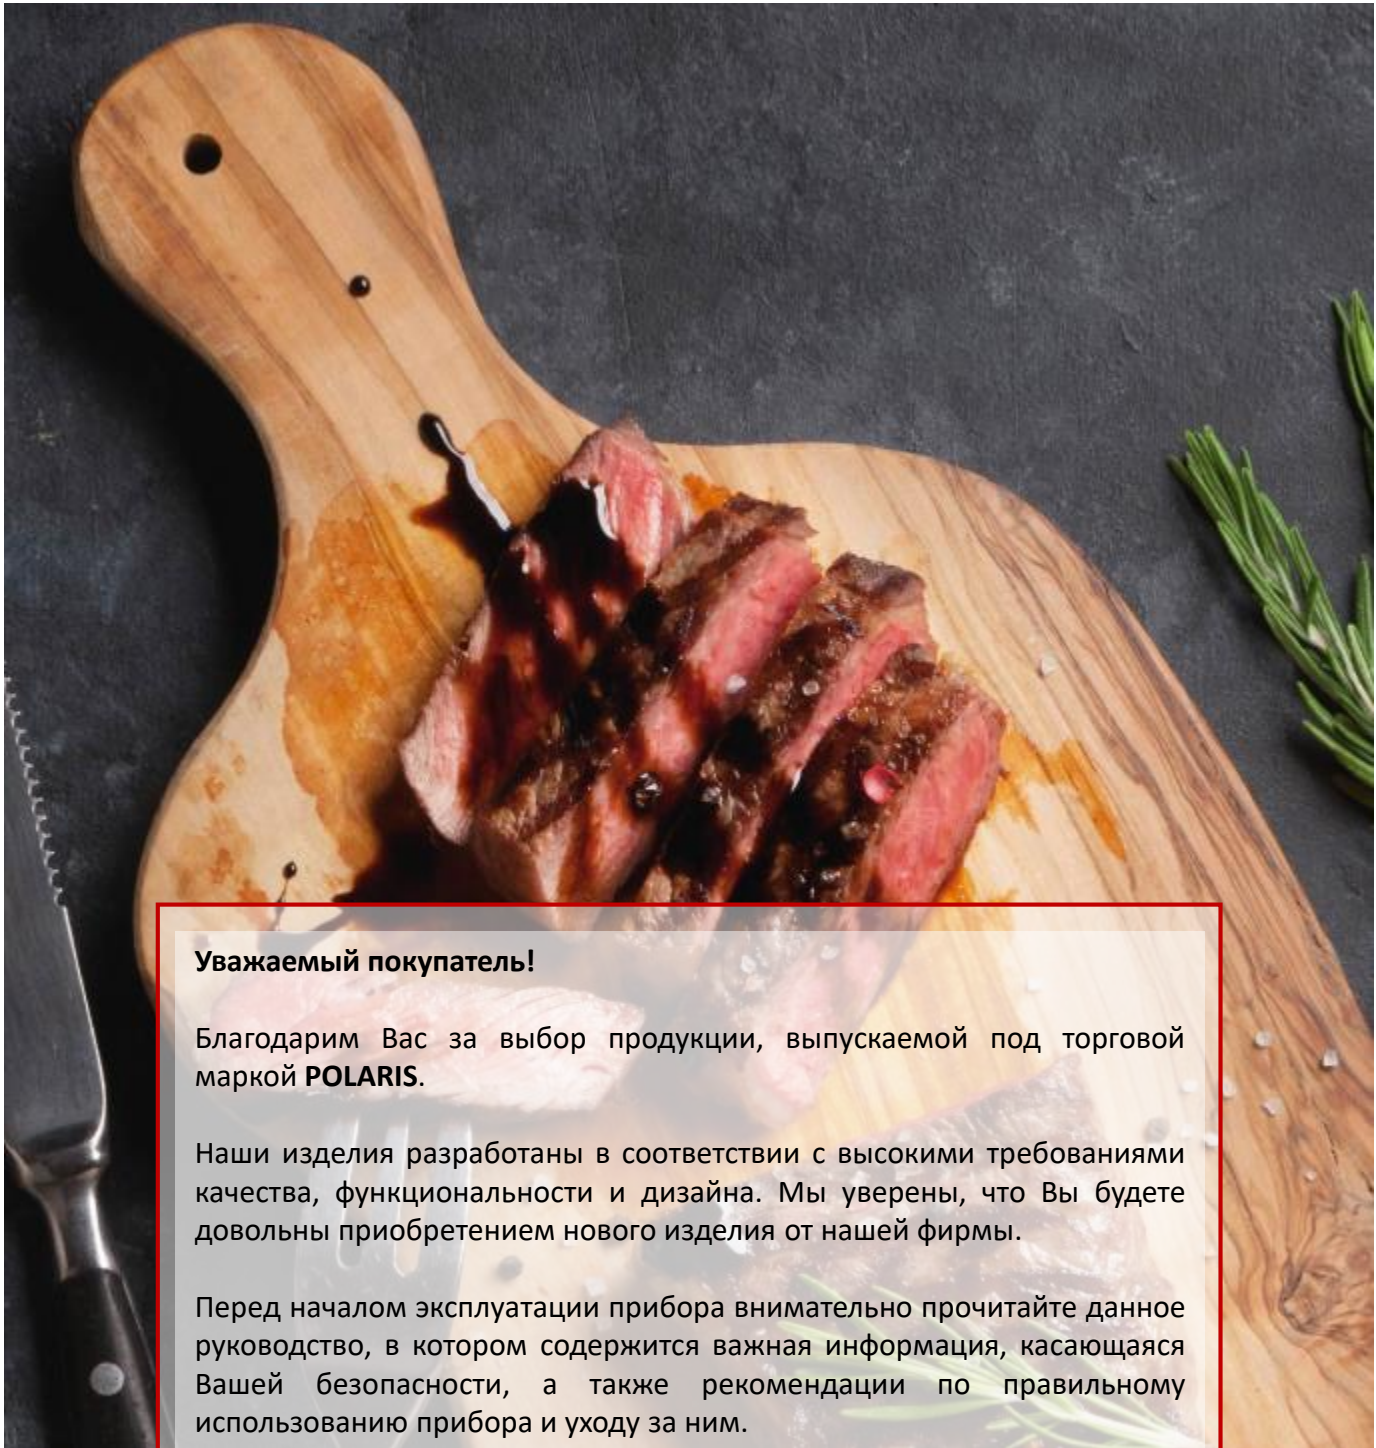 Уважаемый покупатель!
Благодарим Вас за выбор продукции, выпускаемой под торговой
маркой POLARIS.
Наши изделия разработаны в соответствии с высокими требованиями
качества, функциональности и дизайна. Мы уверены, что Вы будете
довольны приобретением нового изделия от нашей фирмы.
Перед началом эксплуатации прибора внимательно прочитайте данное
руководство, в котором содержится важная информация, касающаяся
Вашей безопасности, а также рекомендации по правильному
использованию прибора и уходу за ним.